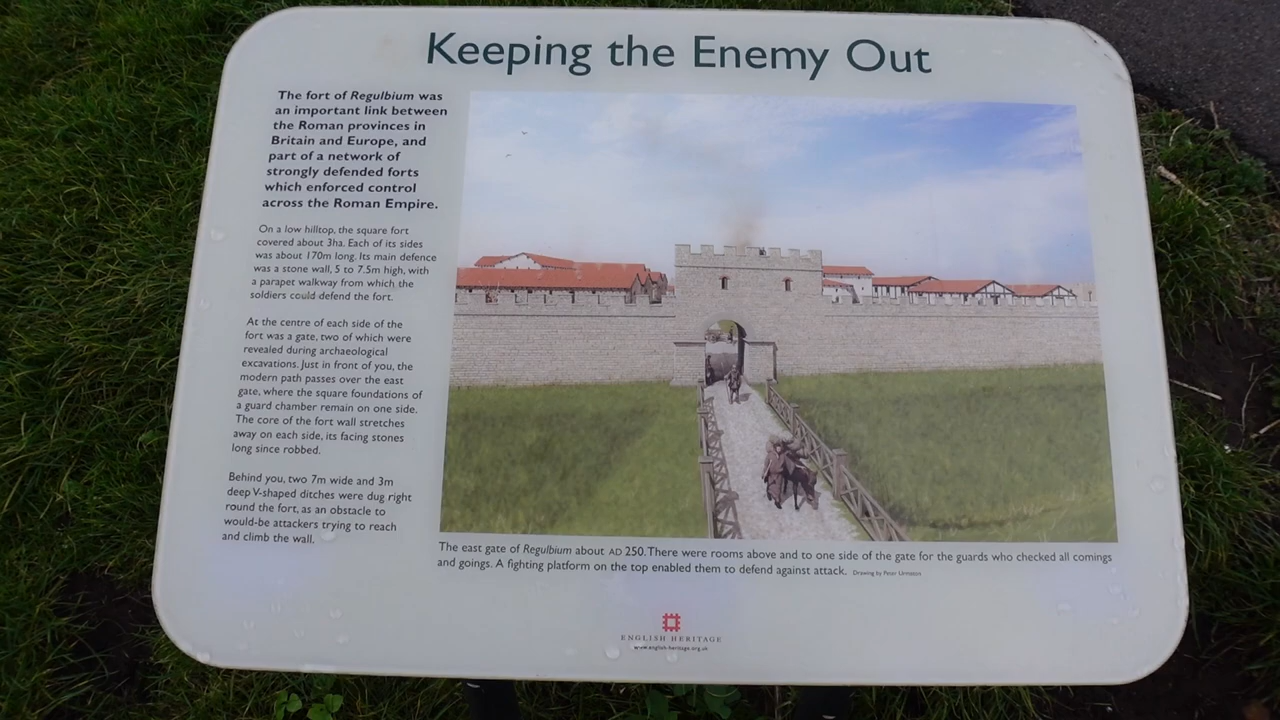 Keeping the Enemy Out
The fort of Regulbium was
an important link between
the Roman provinces in
Britain and Europe, and
part of a network of
strongly defended forts
which enforced control
across the Roman Empire.
On a low hilltop, the square fort
covered about 3ha. Each of its sides
was about 170m long. Its main defence
was a stone wall, 5 to 7.5m high, with
a parapet walkway from which the
soldiers could defend the fort.
At the centre of each side of the
fort was a gate, two of which were
revealed during archaeological
excavations. Just in front of you, the
modern path passes over the east
gate, where the square foundations of
a guard chamber remain on one side.
The core of the fort wall stretches
away on each side, its facing stones
long since robbed.
Behind you, two 7m wide and 3m
deep V-shaped ditches were dug right
round the fort, as an obstacle to
would-be attackers trying to reach
and climb the wall.
The east gate of Regulbium about AD 250. There were rooms above and to one side of the gate for the guards who checked all comings
and goings. A fighting platform on the top enabled them to defend against attack. Drawing by Peter Urmston
ENGLISH HERITAGE
www.english-heritage.org.uk